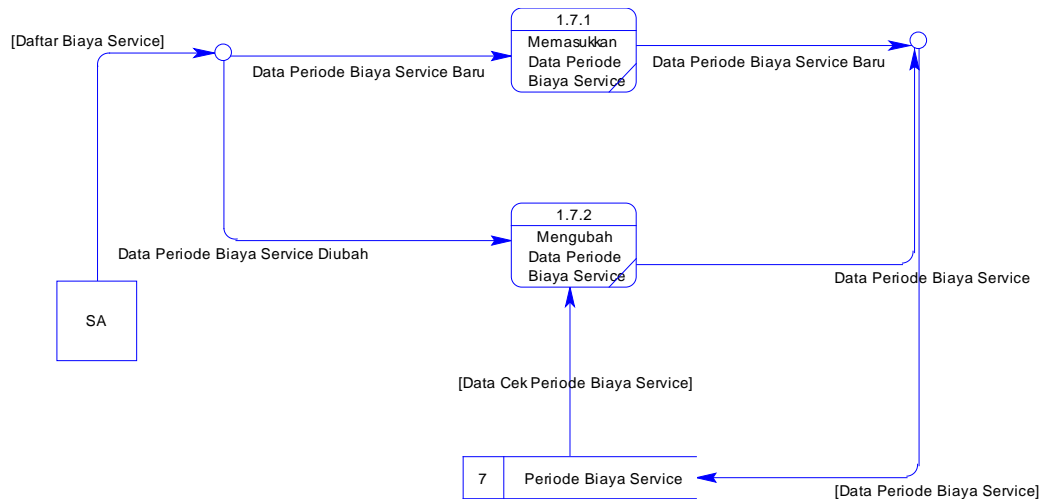 1.7.1
[Daftar Biaya Service]
Memasukkan
Data Periode
Biaya Service
Data Periode Biaya Service Baru
Data Periode Biaya Service Baru
1.7.2
Mengubah
Data Periode
Biaya Service
Data Periode Biaya Service Diubah
Data Periode Biaya Service
SA
[Data Cek Periode Biaya Service]
7
Periode Biaya Service
[Data Periode Biaya Service]